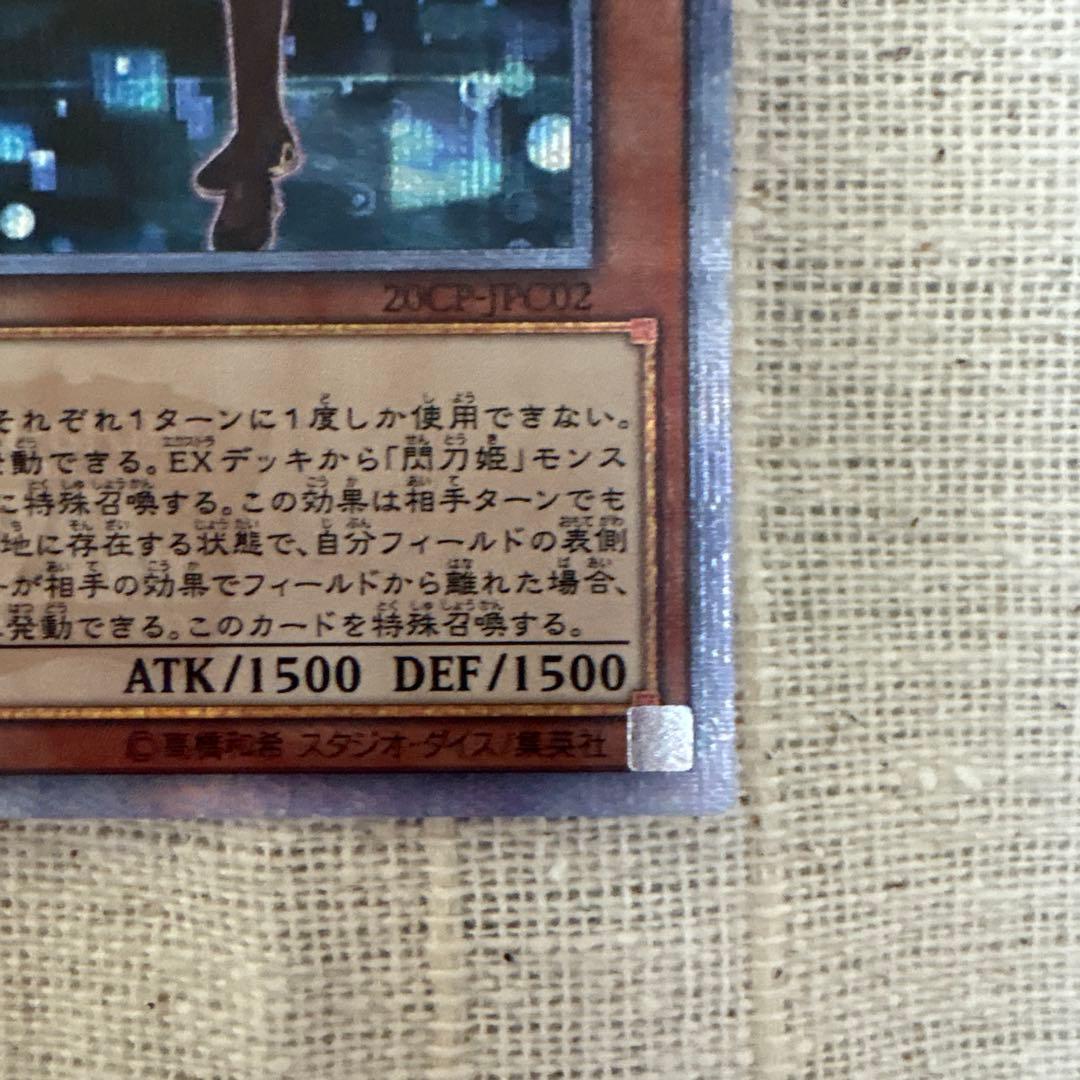 20CP-JPC02
それぞれ1ターンに1度しか使用できない。
動できる。EXデッキから「閃刀姫」モンス
に特殊召喚する。この効果は相手ターンでも
地に存在する状態で、自分フィールドの表側
が相手の効果でフィールドから離れた場合、
発動できる。このカードを特殊召喚する。
ATK/1500 DEF/1500
©高橋和希 スタジオ・ダイス/集英社